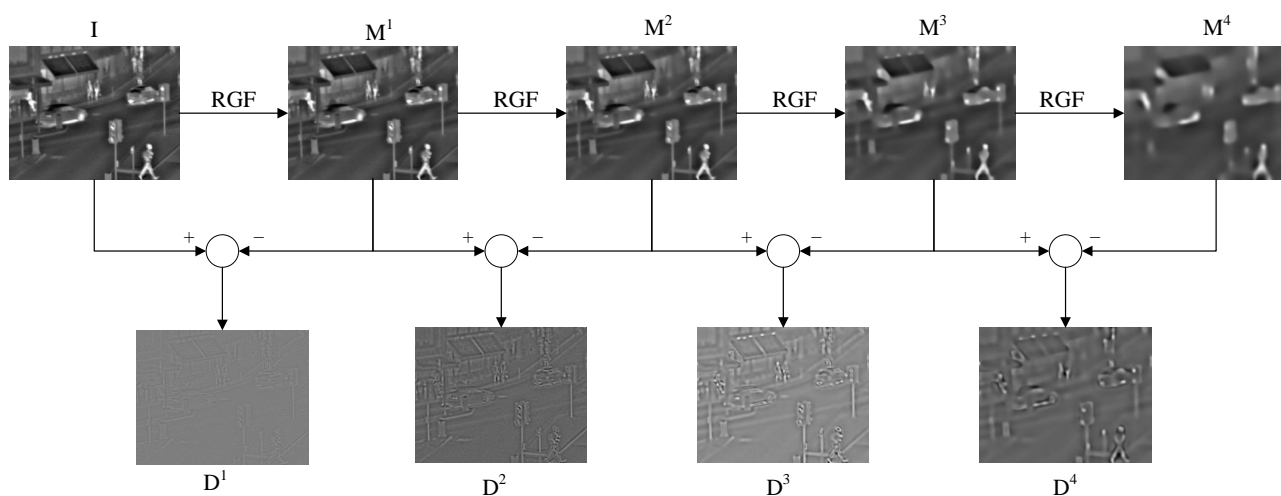 I M¹ M² M³ M⁴
RGF RGF RGF RGF
+ − + − + − + −
D¹ D² D³ D⁴